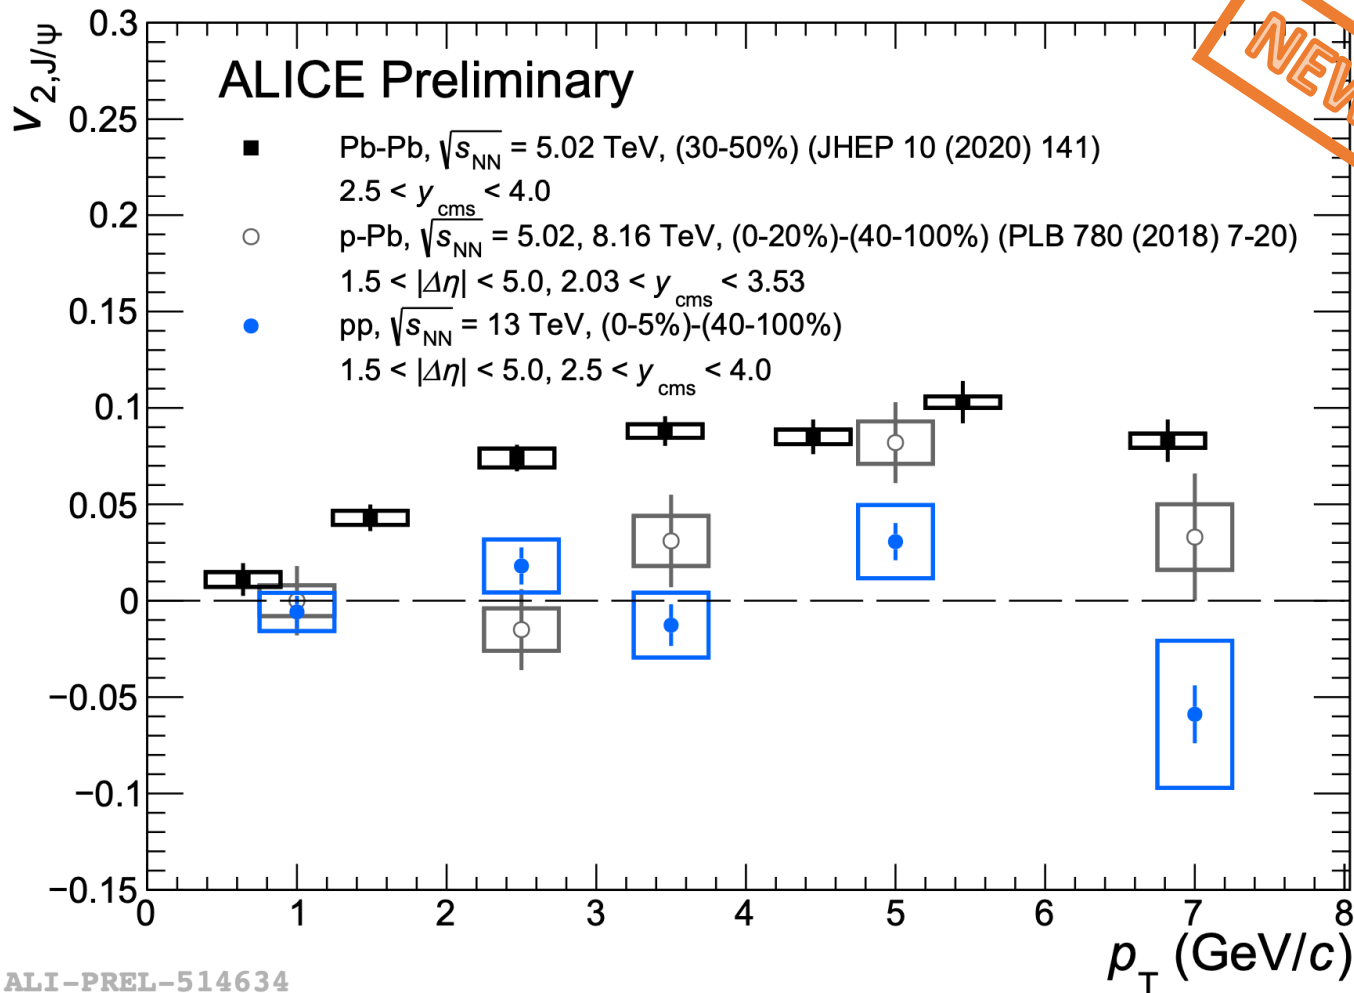 0.3
0.25
0.2
0.15
0.1
0.05
0
−0.05
−0.1
−0.15
v2,J/ψ
NEW
ALICE Preliminary
Pb-Pb, √sNN = 5.02 TeV, (30-50%) (JHEP 10 (2020) 141)
2.5 < ycms < 4.0
p-Pb, √sNN = 5.02, 8.16 TeV, (0-20%)-(40-100%) (PLB 780 (2018) 7-20)
1.5 < |Δη| < 5.0, 2.03 < ycms < 3.53
pp, √sNN = 13 TeV, (0-5%)-(40-100%)
1.5 < |Δη| < 5.0, 2.5 < ycms < 4.0
0 1 2 3 4 5 6 7 8
pT (GeV/c)
ALI-PREL-514634